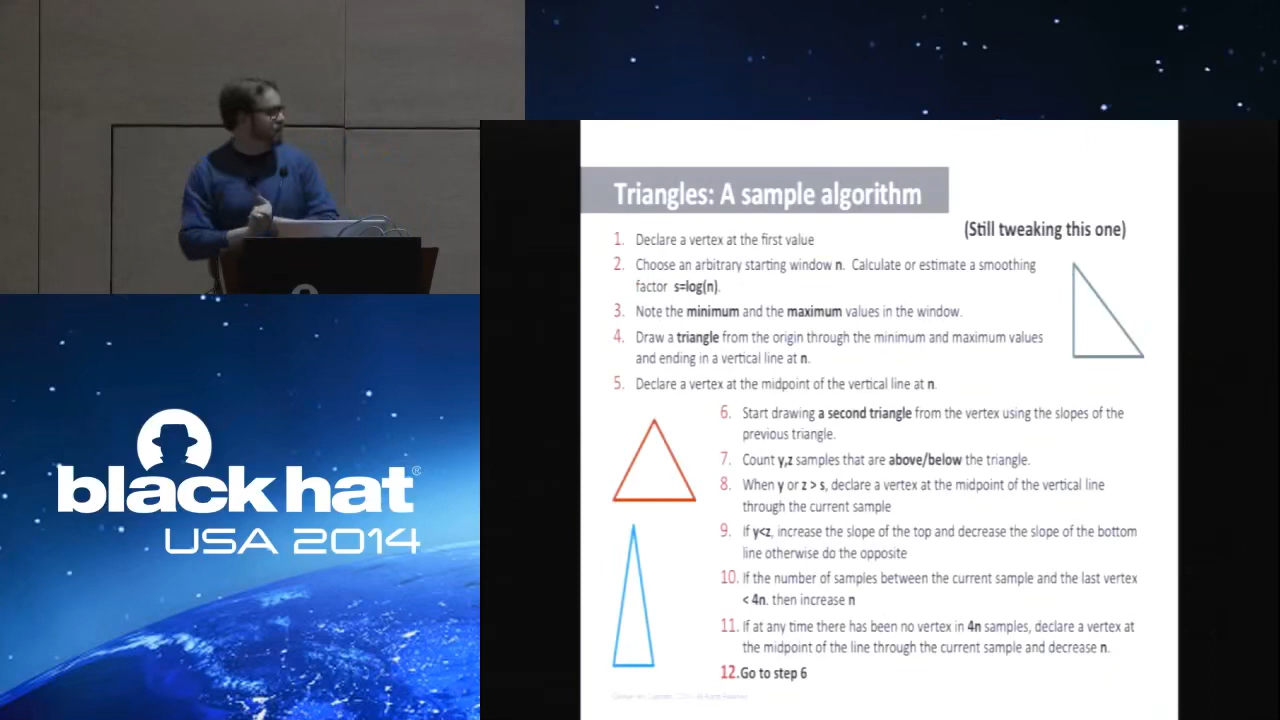 Triangles: A sample algorithm
(Still tweaking this one)
1. Declare a vertex at the first value
2. Choose an arbitrary starting window n. Calculate or estimate a smoothing
factor s=log(n).
3. Note the minimum and the maximum values in the window.
4. Draw a triangle from the origin through the minimum and maximum values
and ending in a vertical line at n.
5. Declare a vertex at the midpoint of the vertical line at n.
6. Start drawing a second triangle from the vertex using the slopes of the
previous triangle.
7. Count y,z samples that are above/below the triangle.
8. When y or z > s, declare a vertex at the midpoint of the vertical line
through the current sample
9. If y<z, increase the slope of the top and decrease the slope of the bottom
line otherwise do the opposite
10. If the number of samples between the current sample and the last vertex
< 4n. then increase n
11. If at any time there has been no vertex in 4n samples, declare a vertex at
the midpoint of the line through the current sample and decrease n.
12.Go to step 6
black hat®
USA 2014